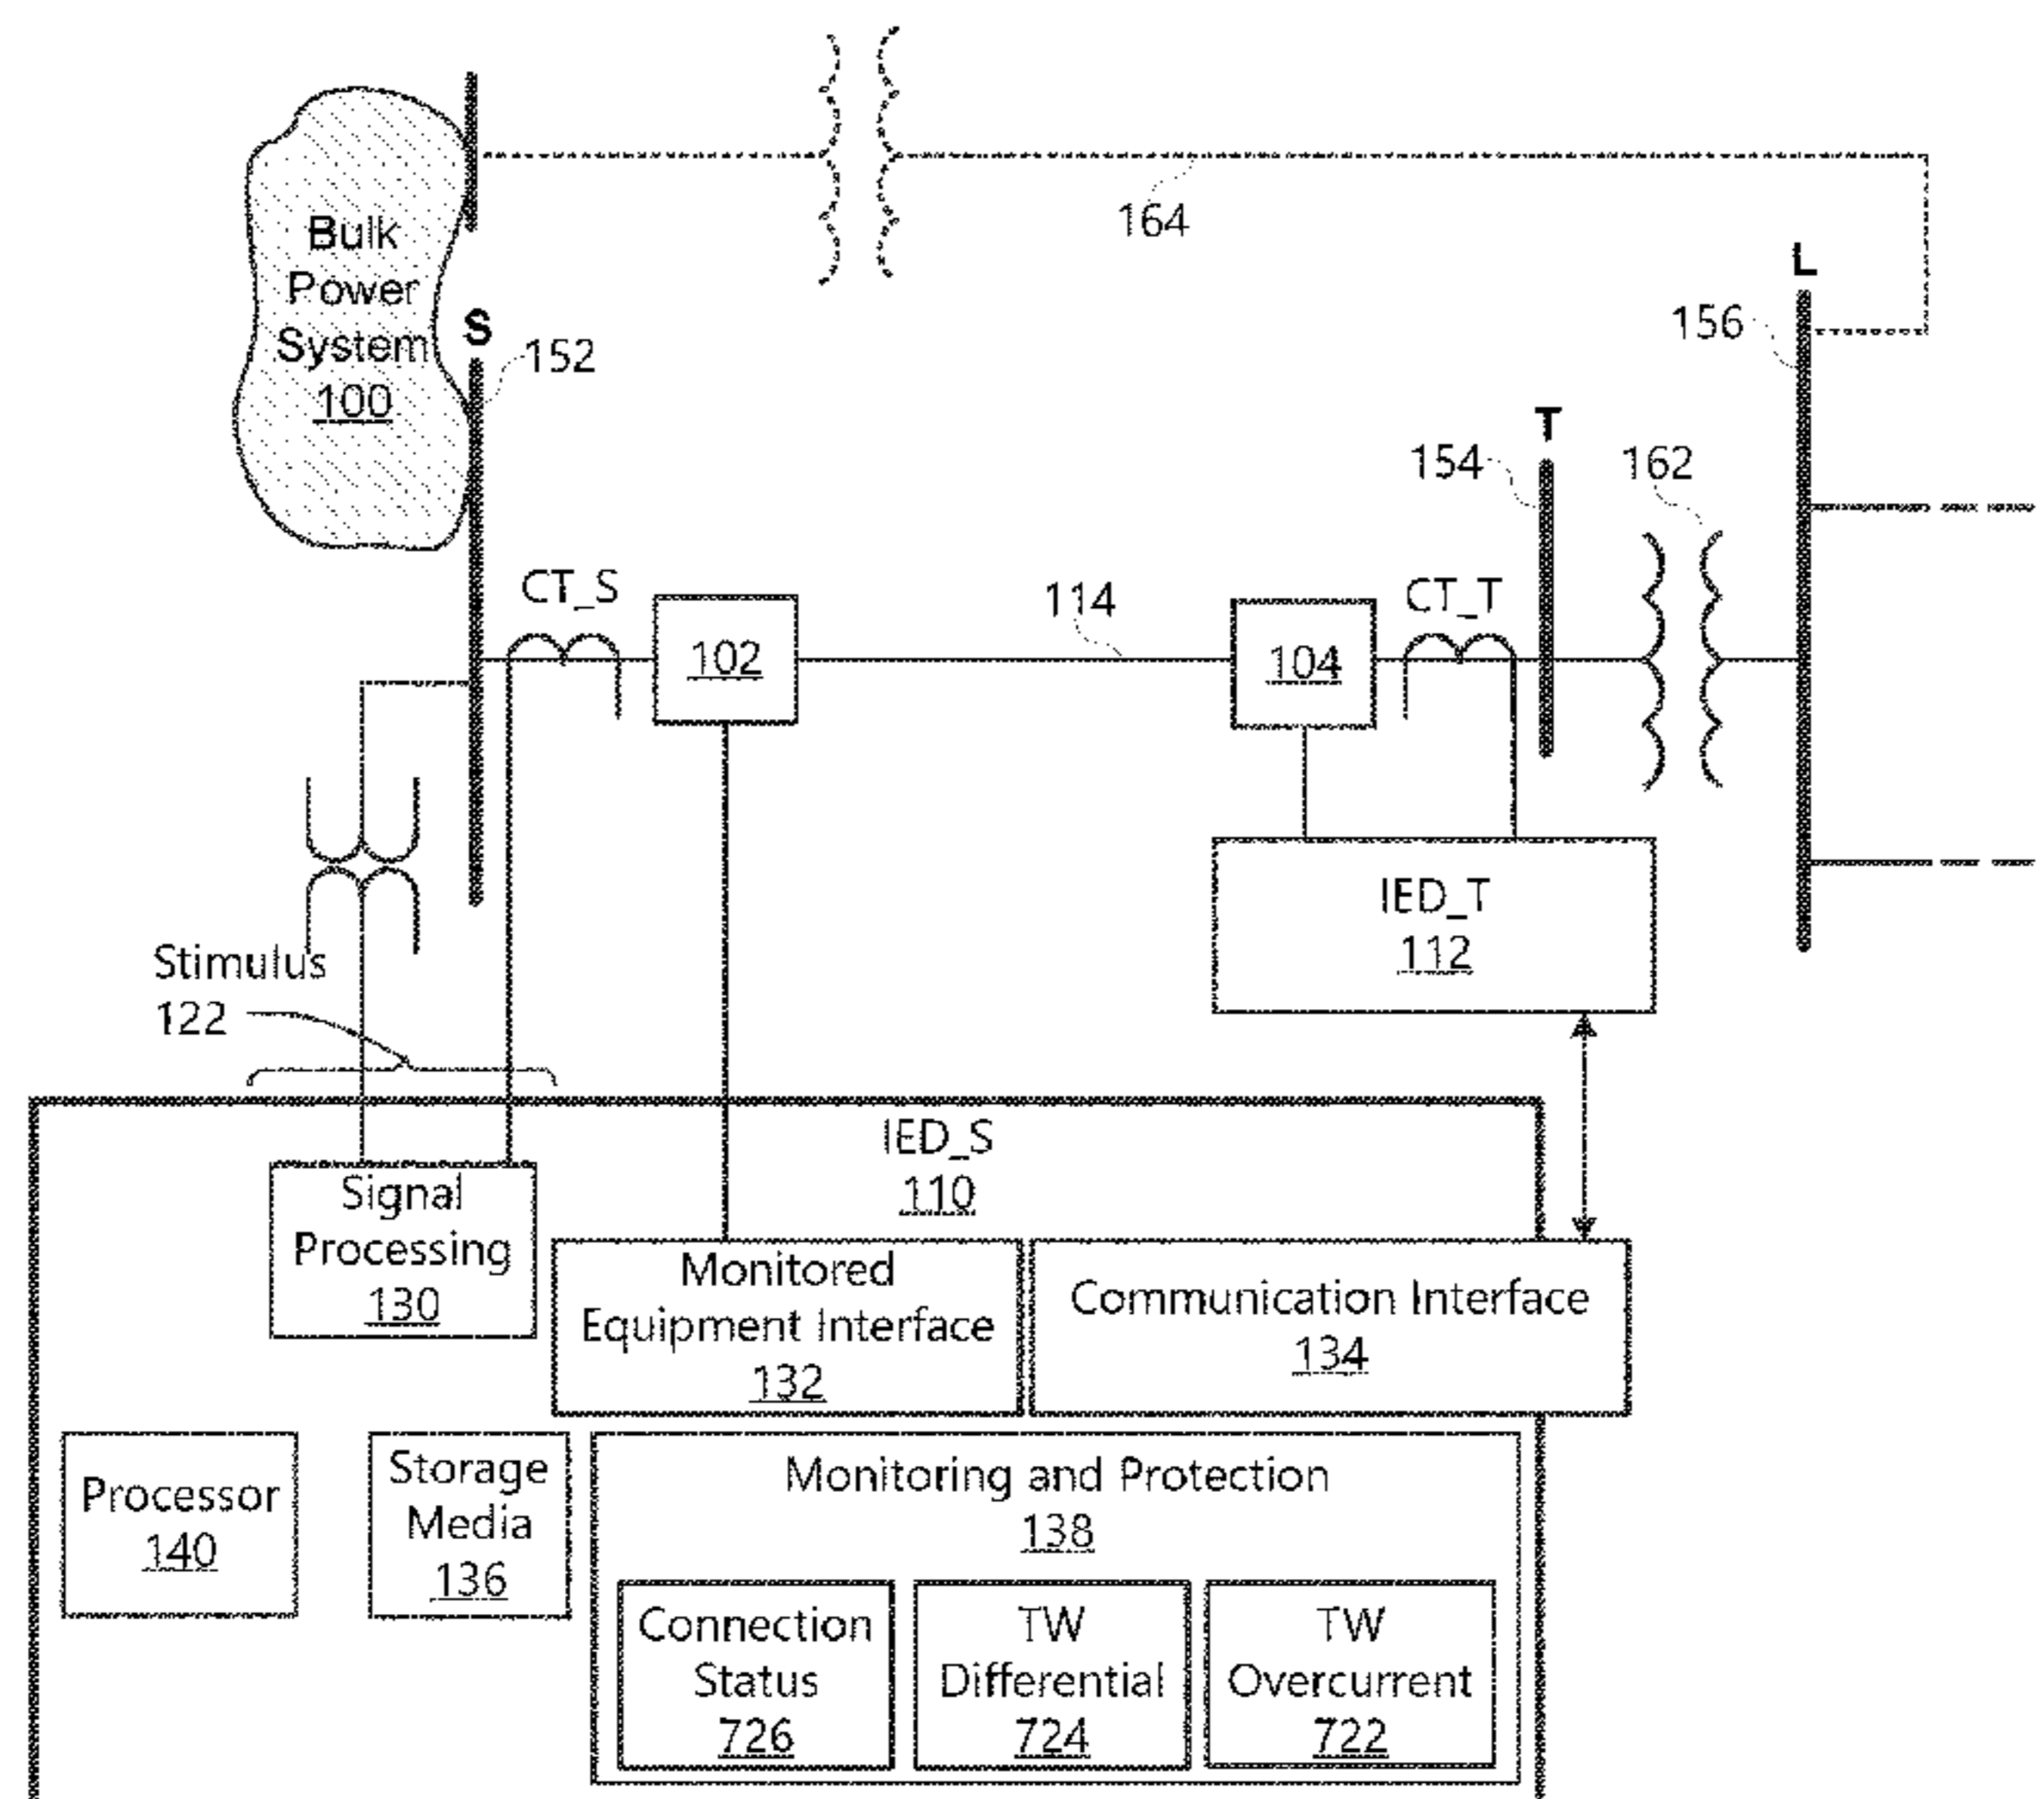 Bulk
Power
System
100
S
152
164
L
156
T
154
162
CT_S
102
114
104
CT_T
IED_T
112
Stimulus
122
IED_S
110
Signal
Processing
130
Monitored
Equipment Interface
132
Communication Interface
134
Processor
140
Storage
Media
136
Monitoring and Protection
138
Connection
Status
726
TW
Differential
724
TW
Overcurrent
722